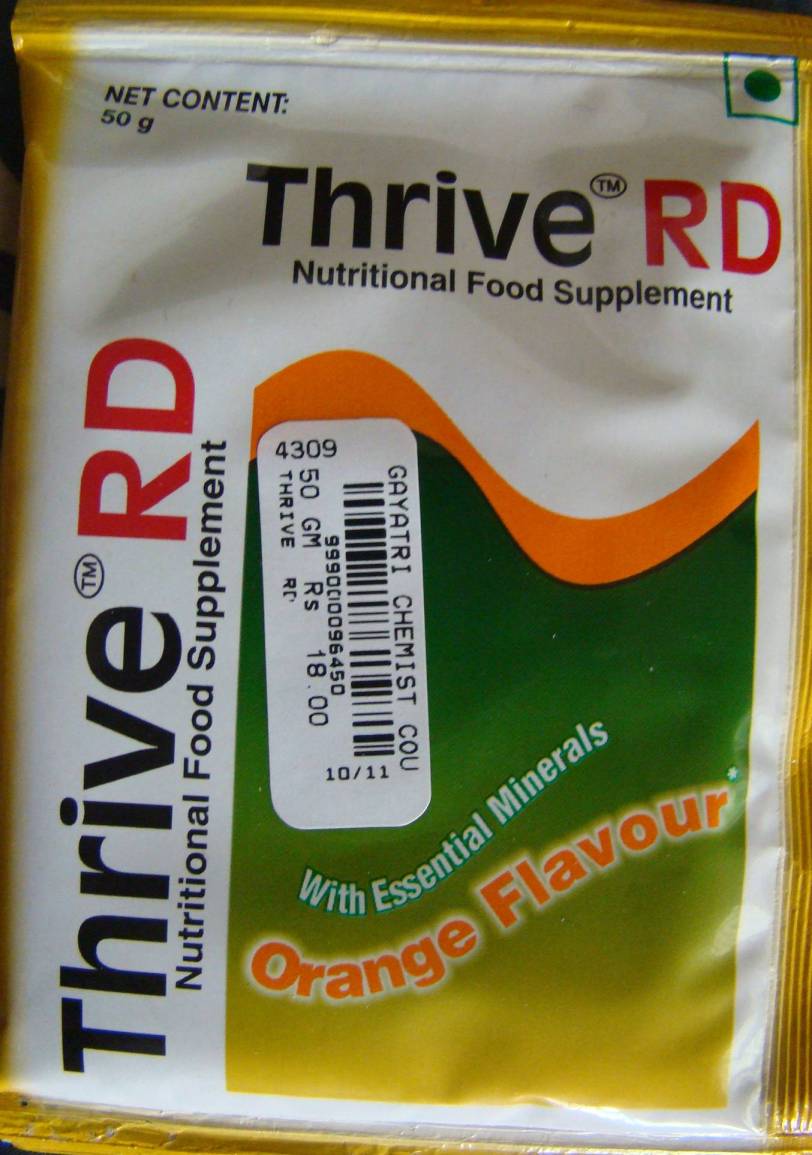 NET CONTENT:
50 g
Thrive™ RD
Nutritional Food Supplement
Thrive™ RD
Nutritional Food Supplement
GAYATRI CHEMIST COU
9990000096450
50 GM Rs 18.00
THRIVE
4309
10/11
With Essential Minerals
Orange Flavour*